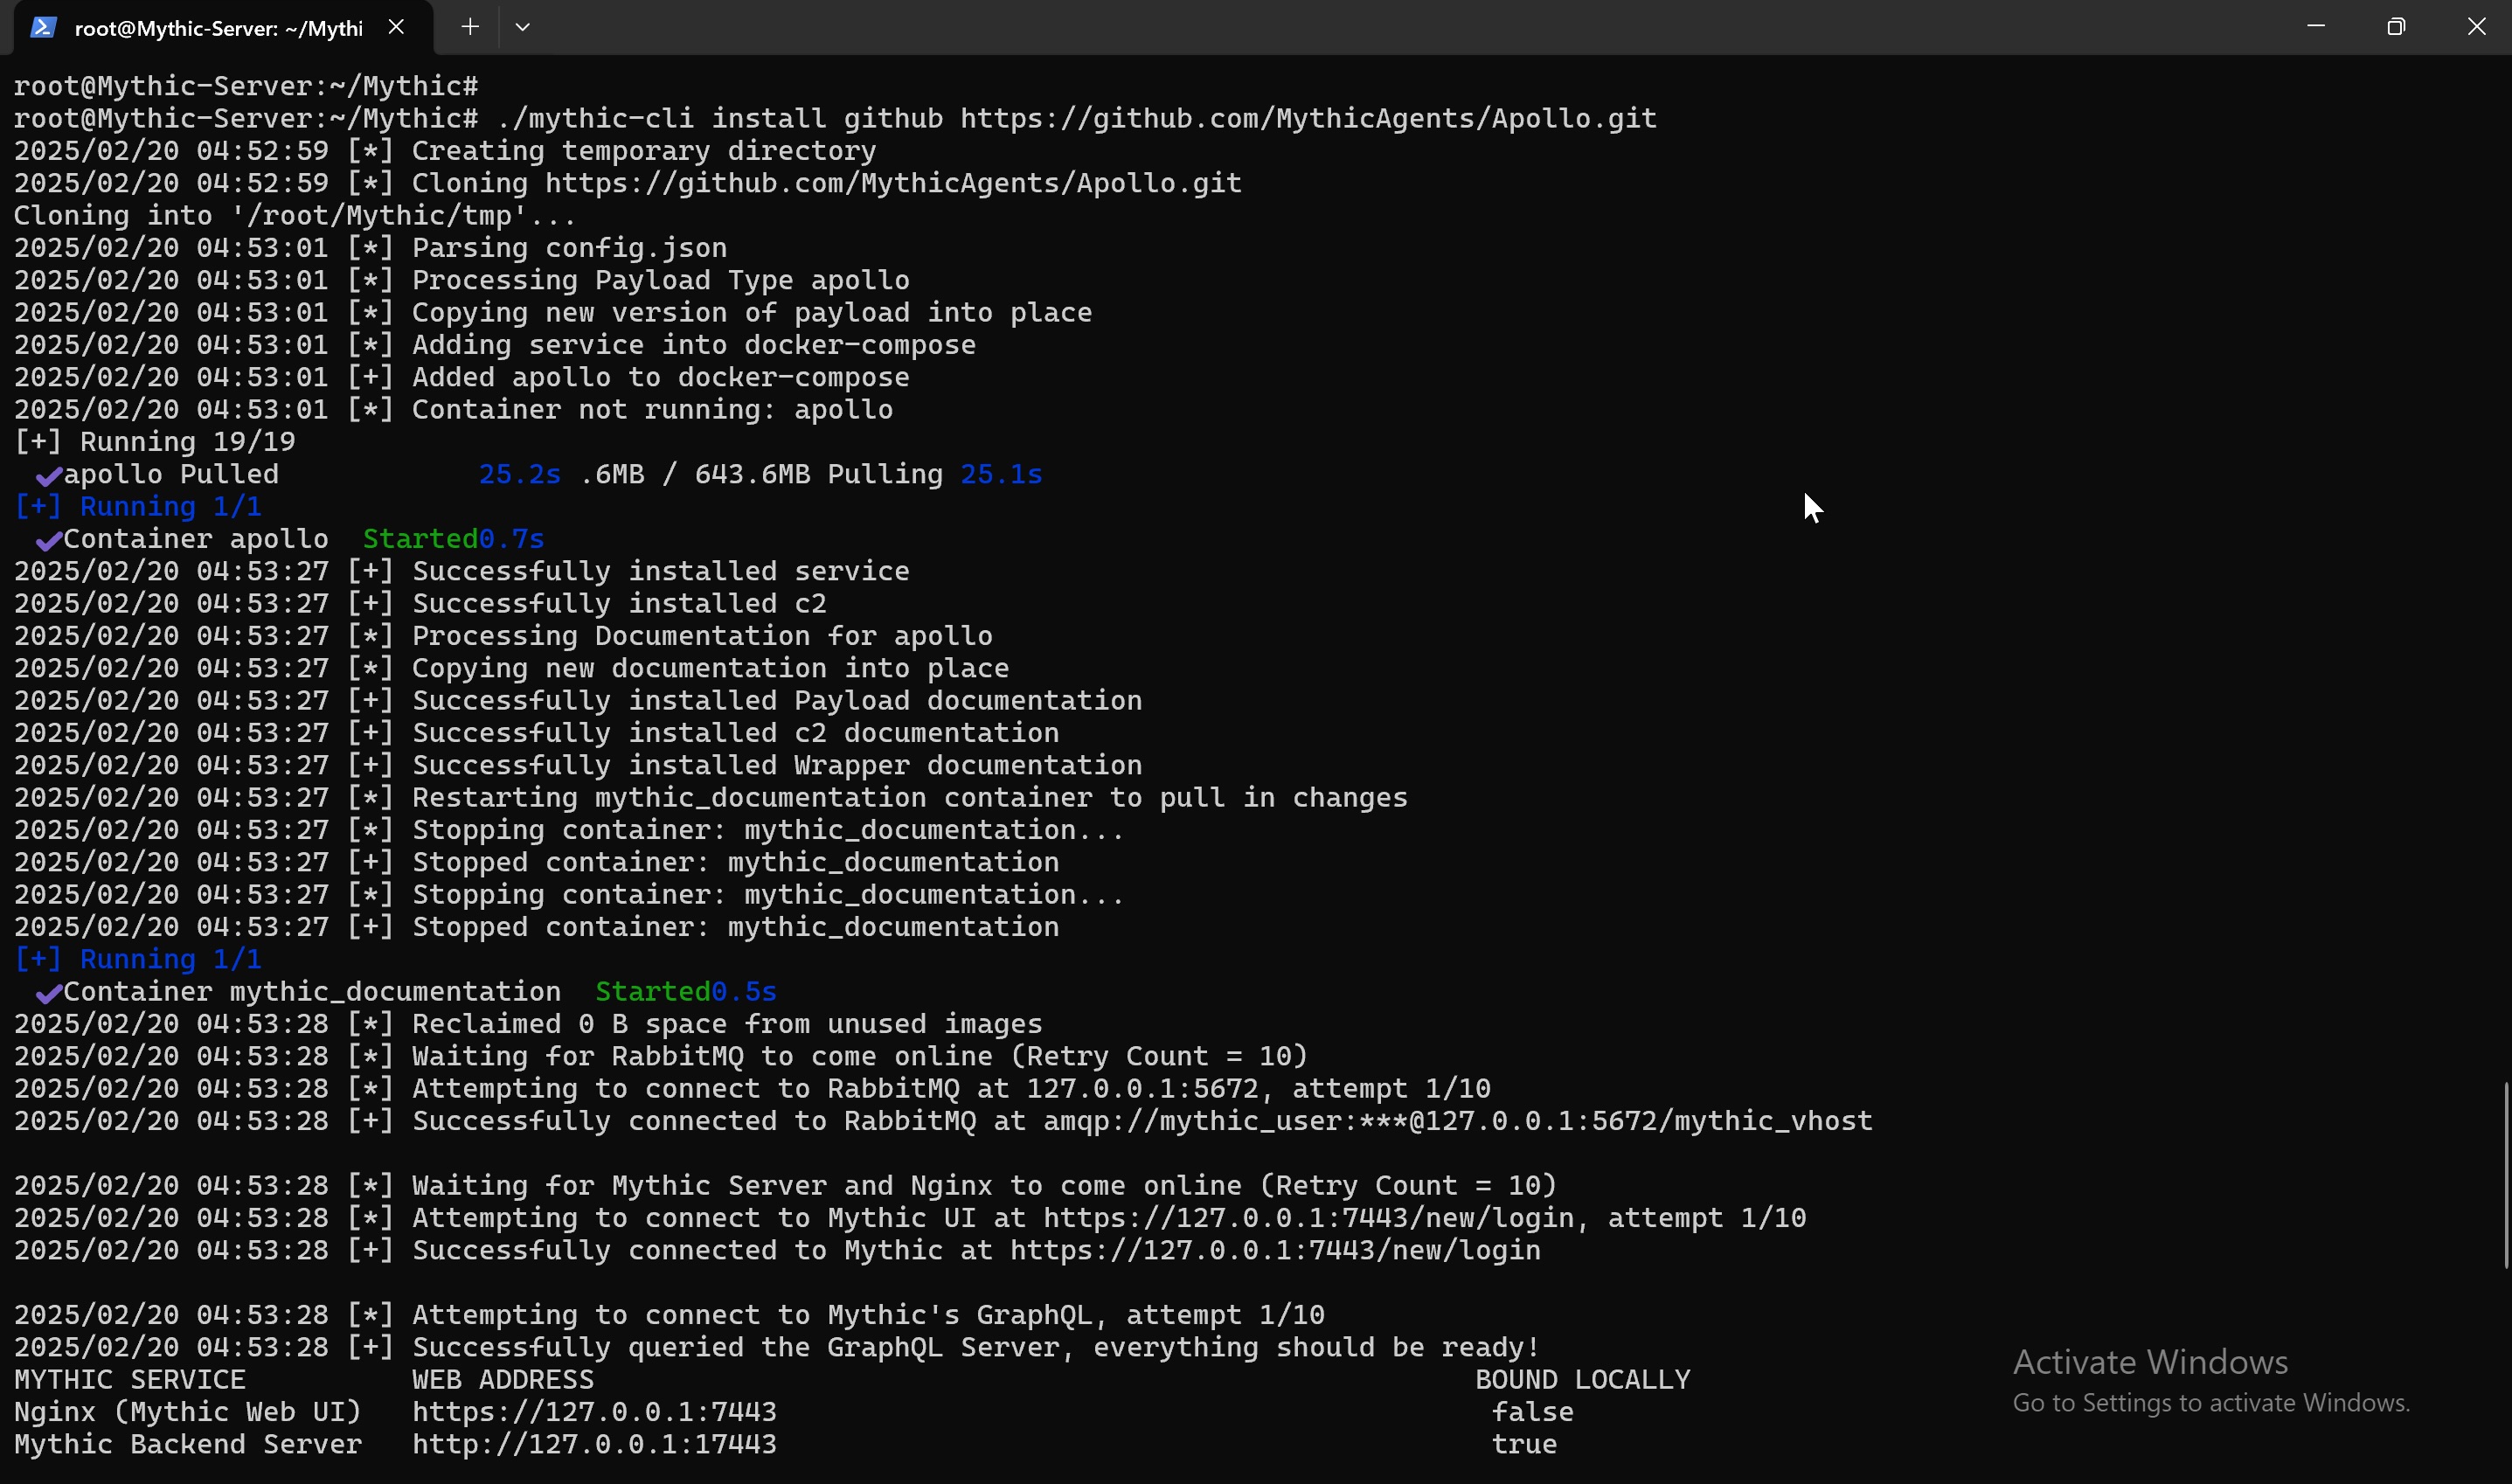 root@Mythic-Server: ~/Mythi
root@Mythic-Server:~/Mythic#
root@Mythic-Server:~/Mythic# ./mythic-cli install github https://github.com/MythicAgents/Apollo.git
2025/02/20 04:52:59 [*] Creating temporary directory
2025/02/20 04:52:59 [*] Cloning https://github.com/MythicAgents/Apollo.git
Cloning into '/root/Mythic/tmp'...
2025/02/20 04:53:01 [*] Parsing config.json
2025/02/20 04:53:01 [*] Processing Payload Type apollo
2025/02/20 04:53:01 [*] Copying new version of payload into place
2025/02/20 04:53:01 [*] Adding service into docker-compose
2025/02/20 04:53:01 [+] Added apollo to docker-compose
2025/02/20 04:53:01 [*] Container not running: apollo
[+] Running 19/19
✔apollo Pulled 25.2s .6MB / 643.6MB Pulling 25.1s
[+] Running 1/1
✔Container apollo Started0.7s
2025/02/20 04:53:27 [+] Successfully installed service
2025/02/20 04:53:27 [+] Successfully installed c2
2025/02/20 04:53:27 [*] Processing Documentation for apollo
2025/02/20 04:53:27 [*] Copying new documentation into place
2025/02/20 04:53:27 [+] Successfully installed Payload documentation
2025/02/20 04:53:27 [+] Successfully installed c2 documentation
2025/02/20 04:53:27 [+] Successfully installed Wrapper documentation
2025/02/20 04:53:27 [*] Restarting mythic_documentation container to pull in changes
2025/02/20 04:53:27 [*] Stopping container: mythic_documentation...
2025/02/20 04:53:27 [+] Stopped container: mythic_documentation
2025/02/20 04:53:27 [*] Stopping container: mythic_documentation...
2025/02/20 04:53:27 [+] Stopped container: mythic_documentation
[+] Running 1/1
✔Container mythic_documentation Started0.5s
2025/02/20 04:53:28 [*] Reclaimed 0 B space from unused images
2025/02/20 04:53:28 [*] Waiting for RabbitMQ to come online (Retry Count = 10)
2025/02/20 04:53:28 [*] Attempting to connect to RabbitMQ at 127.0.0.1:5672, attempt 1/10
2025/02/20 04:53:28 [+] Successfully connected to RabbitMQ at amqp://mythic_user:***@127.0.0.1:5672/mythic_vhost
2025/02/20 04:53:28 [*] Waiting for Mythic Server and Nginx to come online (Retry Count = 10)
2025/02/20 04:53:28 [*] Attempting to connect to Mythic UI at https://127.0.0.1:7443/new/login, attempt 1/10
2025/02/20 04:53:28 [+] Successfully connected to Mythic at https://127.0.0.1:7443/new/login
2025/02/20 04:53:28 [*] Attempting to connect to Mythic's GraphQL, attempt 1/10
2025/02/20 04:53:28 [+] Successfully queried the GraphQL Server, everything should be ready!
MYTHIC SERVICE WEB ADDRESS BOUND LOCALLY
Nginx (Mythic Web UI) https://127.0.0.1:7443 false
Mythic Backend Server http://127.0.0.1:17443 true
Activate Windows
Go to Settings to activate Windows.